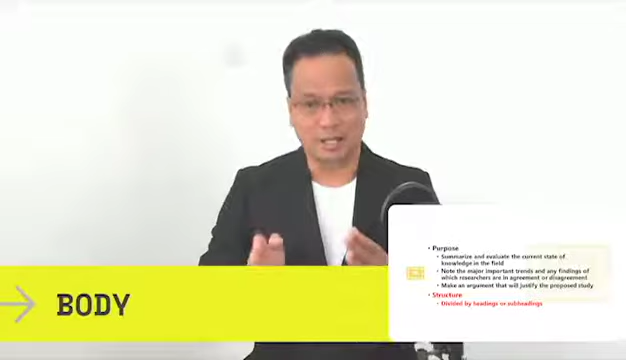 BODY
• Purpose
• Summarize and evaluate the current state of
knowledge in the field
• Note the major important trends and any findings of
which researchers are in agreement or disagreement
• Make an argument that will justify the proposed study
• Structure
• Divided by headings or subheadings